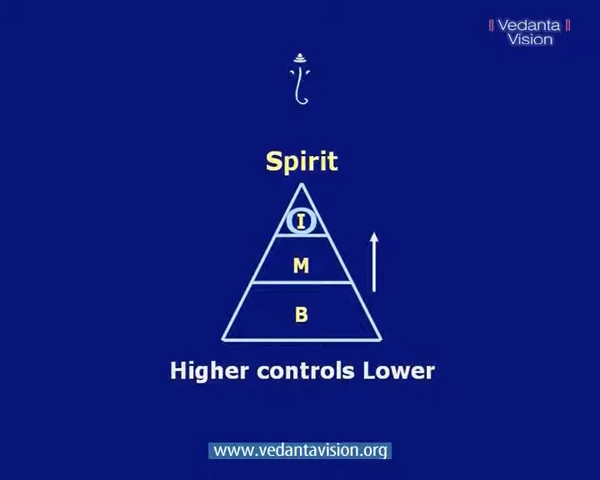 Vedanta
Vision
Spirit
I
M
B
Higher controls Lower
www.vedantavision.org